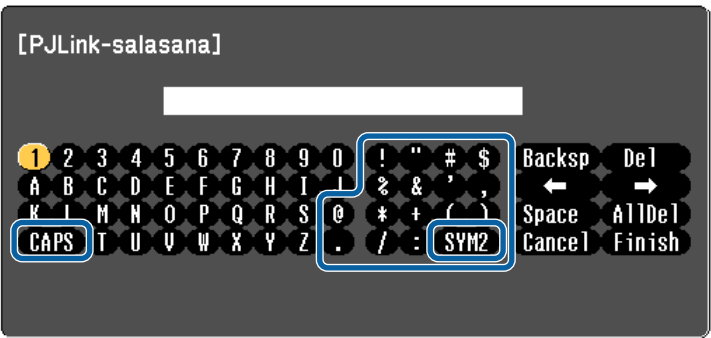 [PJLink-salasana]
1 2 3 4 5 6 7 8 9 0 ! " # $ Backsp Del
A B C D E F G H I J % & ' , ← →
K L M N O P Q R S @ * + ( ) Space AllDel
CAPS T U V W X Y Z . / : SYM2 Cancel Finish